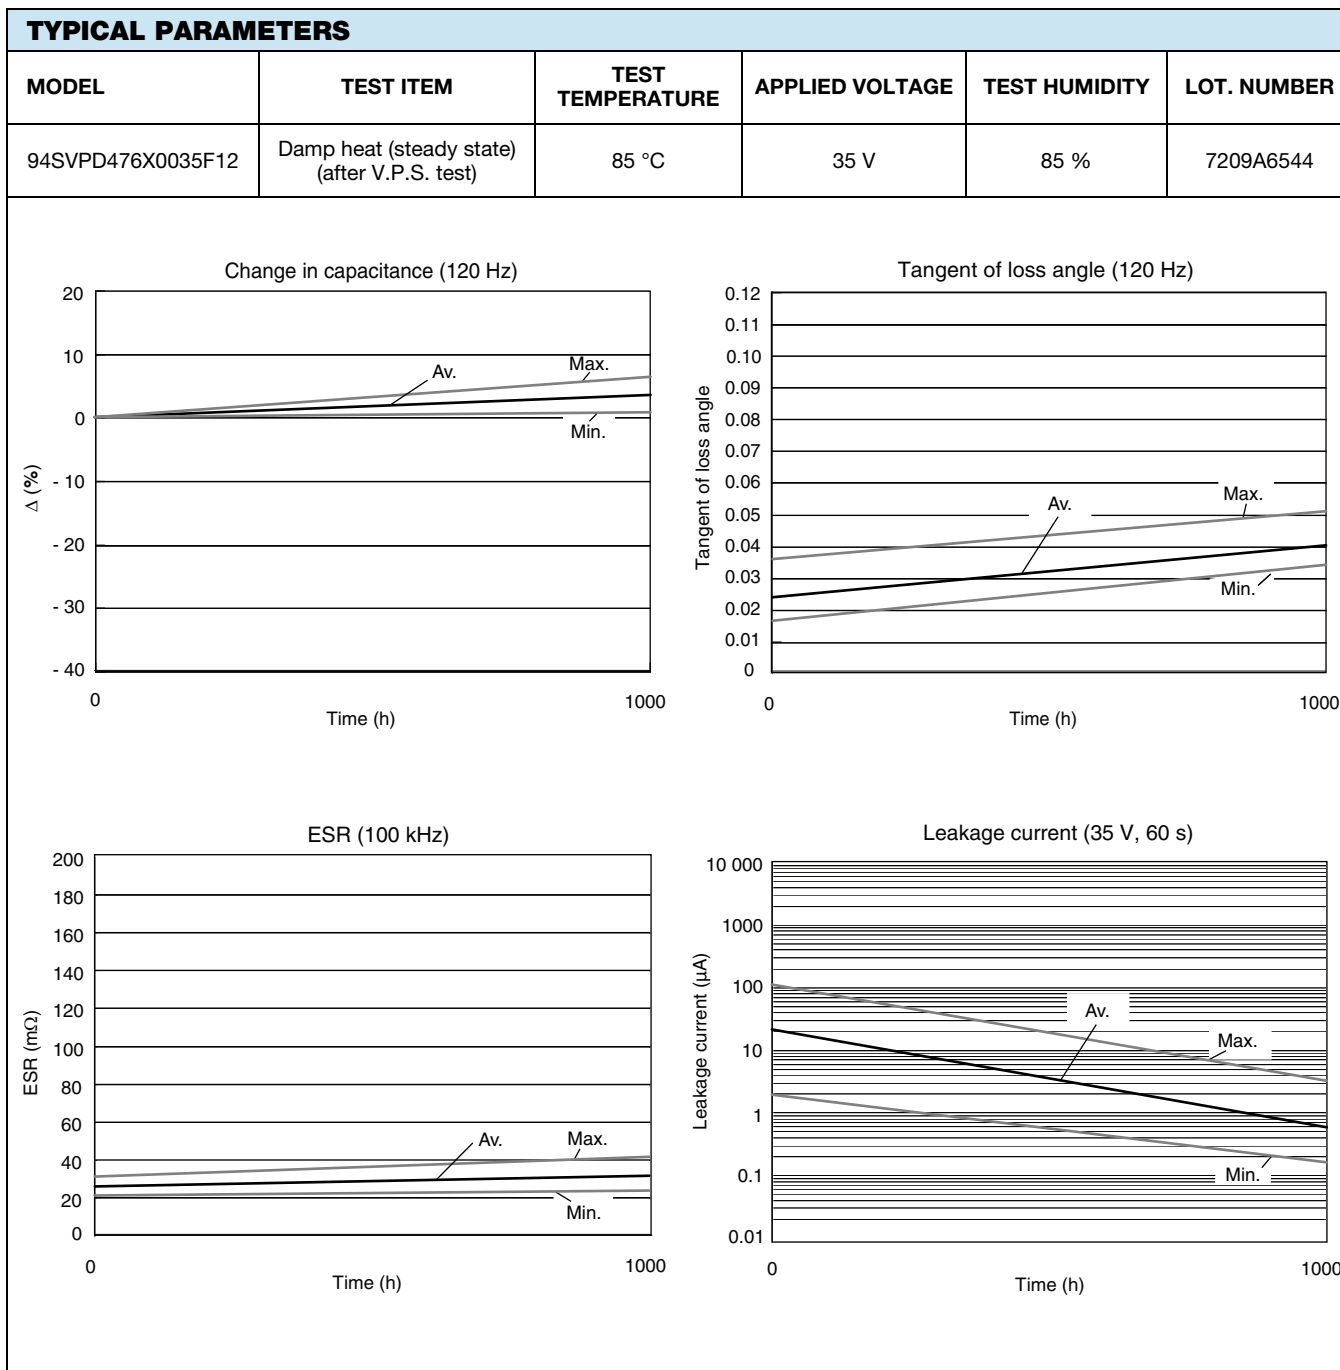 TYPICAL PARAMETERS
MODEL
TEST ITEM
TEST
TEMPERATURE
APPLIED VOLTAGE
TEST HUMIDITY
LOT. NUMBER
94SVPD476X0035F12
Damp heat (steady state)
(after V.P.S. test)
85 °C
35 V
85 %
7209A6544
Change in capacitance (120 Hz)
20
10
0
- 10
- 20
- 30
- 40
Δ (%)
Av.
Max.
Min.
0
1000
Time (h)
Tangent of loss angle (120 Hz)
0.12
0.11
0.10
0.09
0.08
0.07
0.06
0.05
0.04
0.03
0.02
0.01
0
Tangent of loss angle
Av.
Max.
Min.
0
1000
Time (h)
ESR (100 kHz)
200
180
160
140
120
100
80
60
40
20
0
ESR (mΩ)
Av.
Max.
Min.
0
1000
Time (h)
Leakage current (35 V, 60 s)
10 000
1000
100
10
1
0.1
0.01
Leakage current (μA)
Av.
Max.
Min.
0
1000
Time (h)